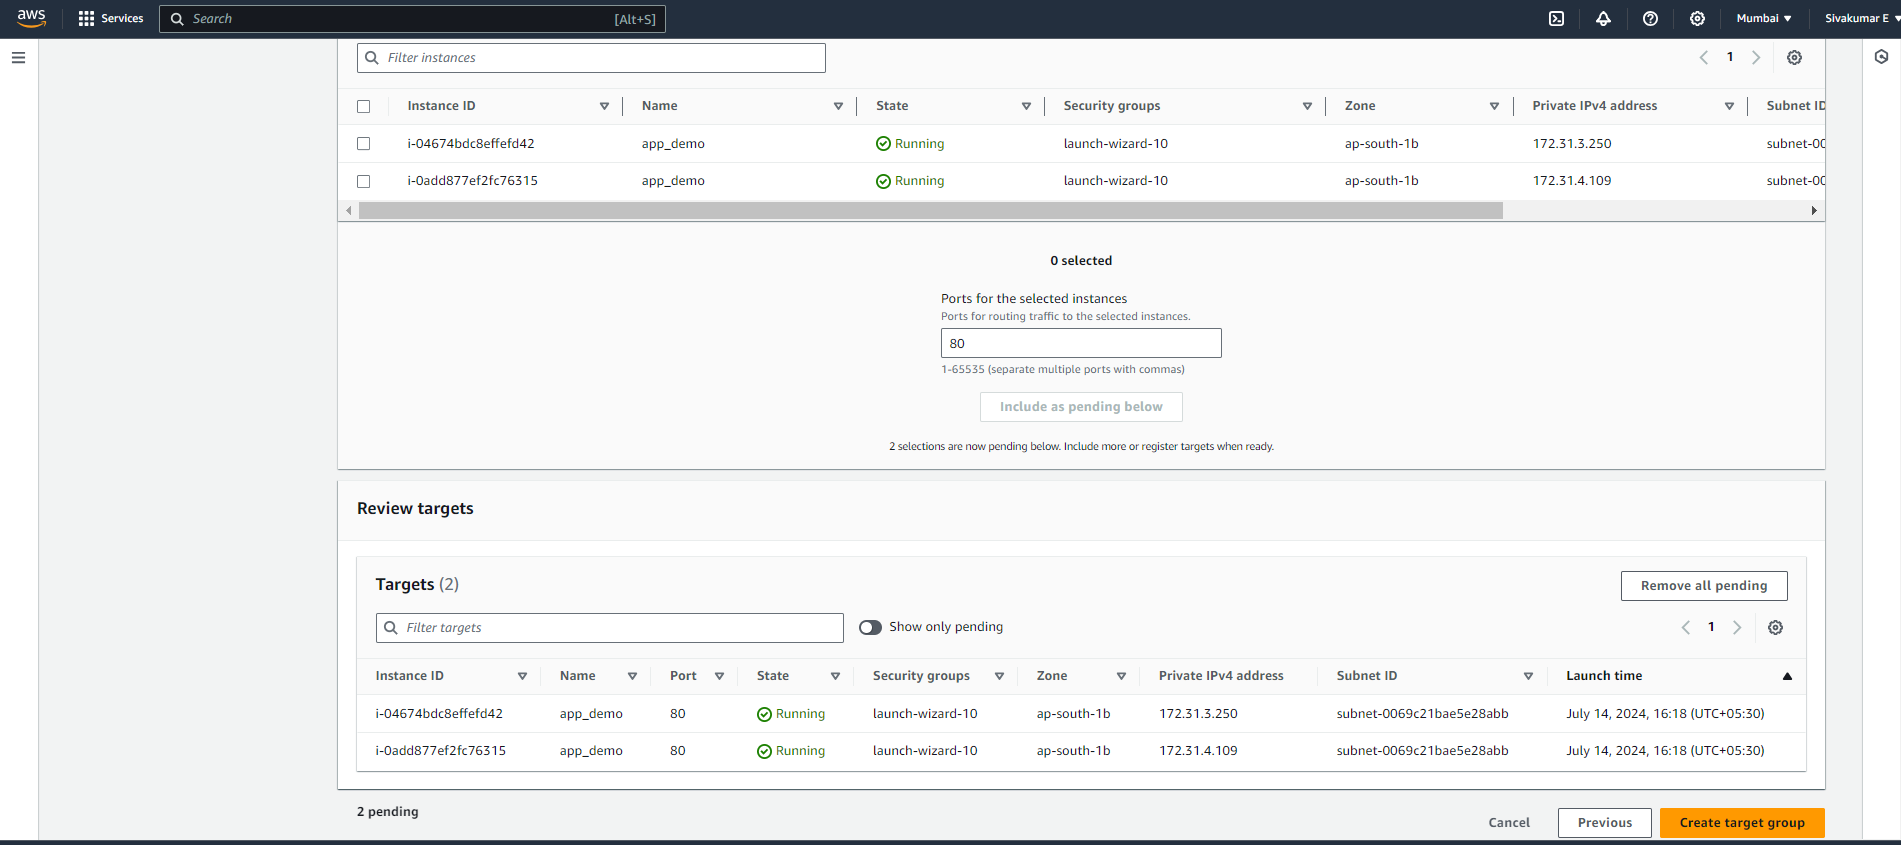 aws Services Search [Alt+S] Mumbai Sivakumar E
Filter instances 1
Instance ID Name State Security groups Zone Private IPv4 address Subnet ID
i-04674bdc8effefd42 app_demo Running launch-wizard-10 ap-south-1b 172.31.3.250 subnet-00
i-0add877ef2fc76315 app_demo Running launch-wizard-10 ap-south-1b 172.31.4.109 subnet-00
0 selected
Ports for the selected instances
Ports for routing traffic to the selected instances.
80
1-65535 (separate multiple ports with commas)
Include as pending below
2 selections are now pending below. Include more or register targets when ready.
Review targets
Targets (2) Remove all pending
Filter targets Show only pending 1
Instance ID Name Port State Security groups Zone Private IPv4 address Subnet ID Launch time
i-04674bdc8effefd42 app_demo 80 Running launch-wizard-10 ap-south-1b 172.31.3.250 subnet-0069c21bae5e28abb July 14, 2024, 16:18 (UTC+05:30)
i-0add877ef2fc76315 app_demo 80 Running launch-wizard-10 ap-south-1b 172.31.4.109 subnet-0069c21bae5e28abb July 14, 2024, 16:18 (UTC+05:30)
2 pending
Cancel Previous Create target group